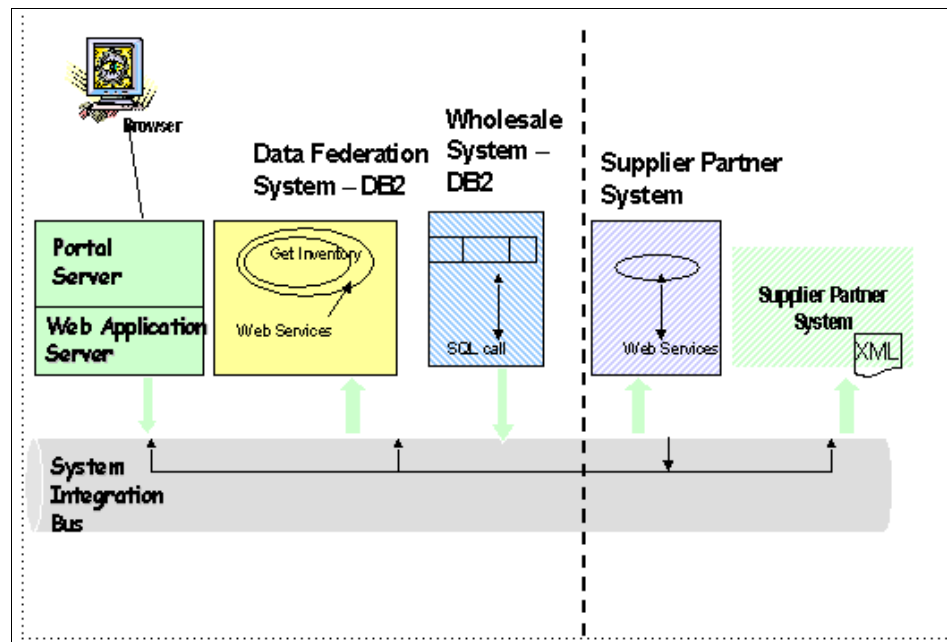 Browser
Data Federation
System – DB2
Wholesale
System –
DB2
Supplier Partner
System
Portal
Server
Web Application
Server
Get Inventory
Web Services
SQL call
Web Services
Supplier Partner
System
XML
System
Integration
Bus